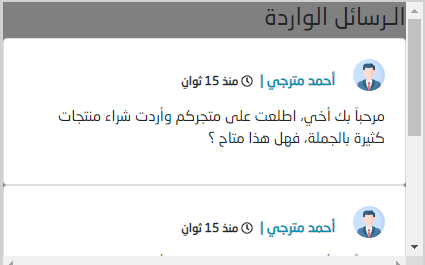 الرسائل الواردة
أحمد مترجي | منذ 15 ثوانٍ
مرحباً بك أخي، اطلعت على متجركم وأردت شراء منتجات
كثيرة بالجملة، فهل هذا متاح ؟
أحمد مترجي | منذ 15 ثوانٍ